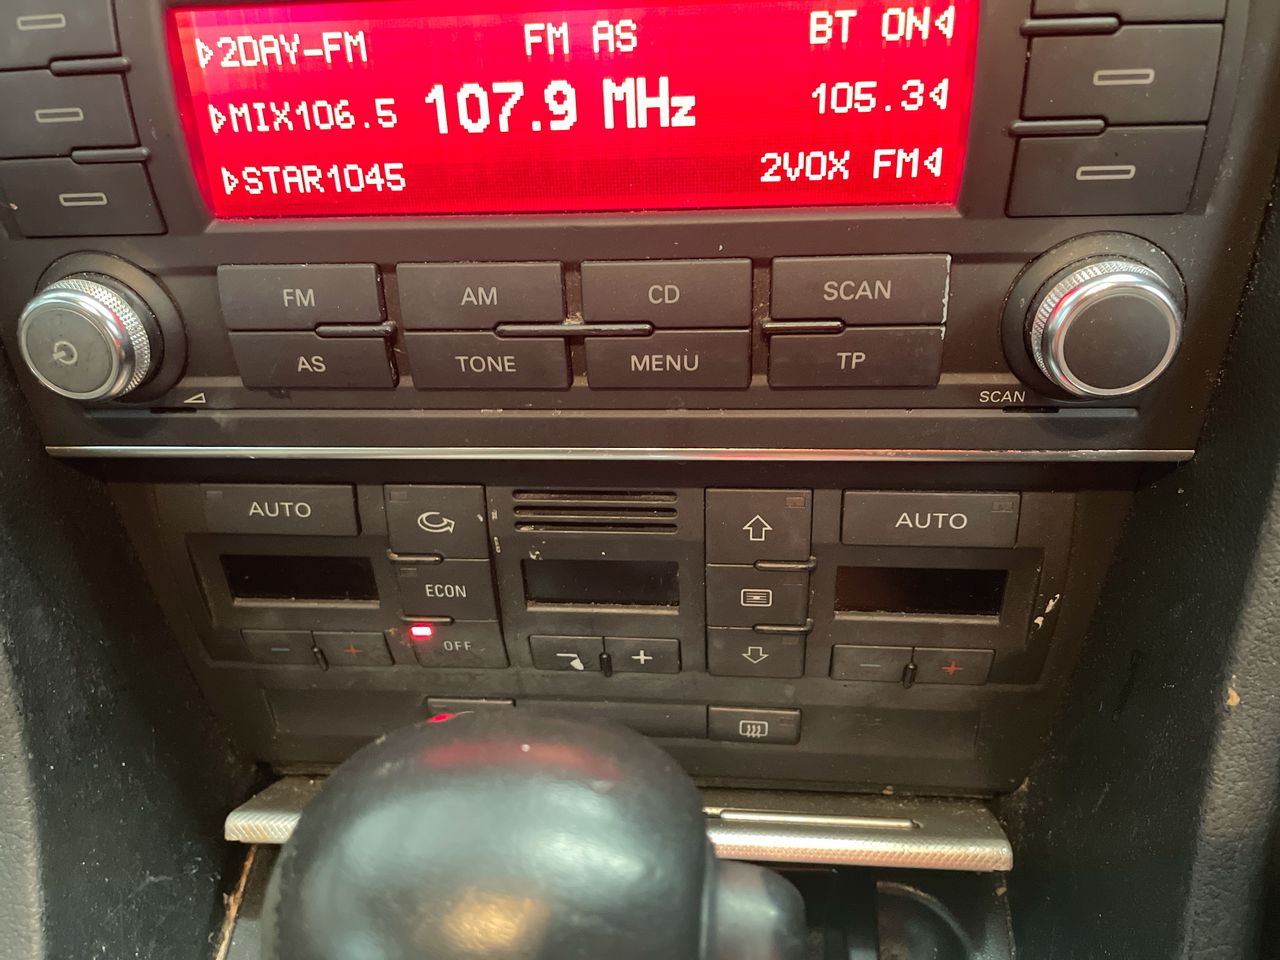 2DAY-FM FM AS BT ON
MIX106.5 107.9 MHz 105.3
STAR1045 2VOX FM
FM AM CD SCAN
AS TONE MENU TP
SCAN
AUTO AUTO
ECON
OFF
- + - + - +